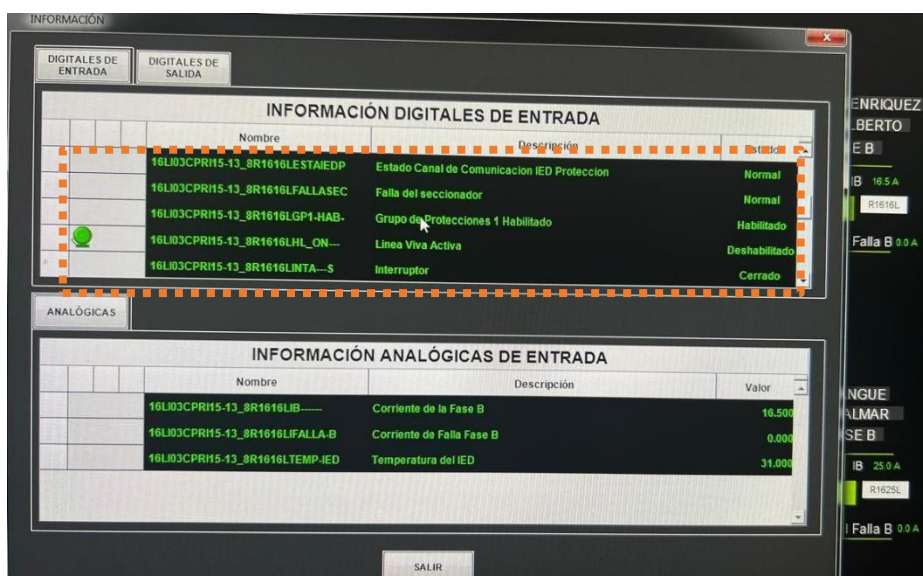 INFORMACIÓN
x
DIGITALES DE ENTRADA
DIGITALES DE SALIDA
INFORMACIÓN DIGITALES DE ENTRADA
Nombre Descripción Estado
16LI03CPRI15-13_8R1616LESTAIEDP Estado Canal de Comunicacion IED Proteccion Normal
16LI03CPRI15-13_8R1616LFALLASEC Falla del seccionador Normal
16LI03CPRI15-13_8R1616LGP1-HAB- Grupo de Protecciones 1 Habilitado Habilitado
16LI03CPRI15-13_8R1616LHL_ON--- Linea Viva Activa Deshabilitado
16LI03CPRI15-13_8R1616LINTA---S Interruptor Cerrado
ANALÓGICAS
INFORMACIÓN ANALÓGICAS DE ENTRADA
Nombre Descripción Valor
16LI03CPRI15-13_8R1616LIB------ Corriente de la Fase B 16.500
16LI03CPRI15-13_8R1616LIFALLA-B Corriente de Falla Fase B 0.000
16LI03CPRI15-13_8R1616LTEMP-IED Temperatura del IED 31.000
SALIR
ENRIQUEZ
LBERTO
E B
IB 16.5 A
R1616L
Falla B 0.0 A
NGUE
ALMAR
SE B
IB 25.0 A
R1625L
Falla B 0.0 A